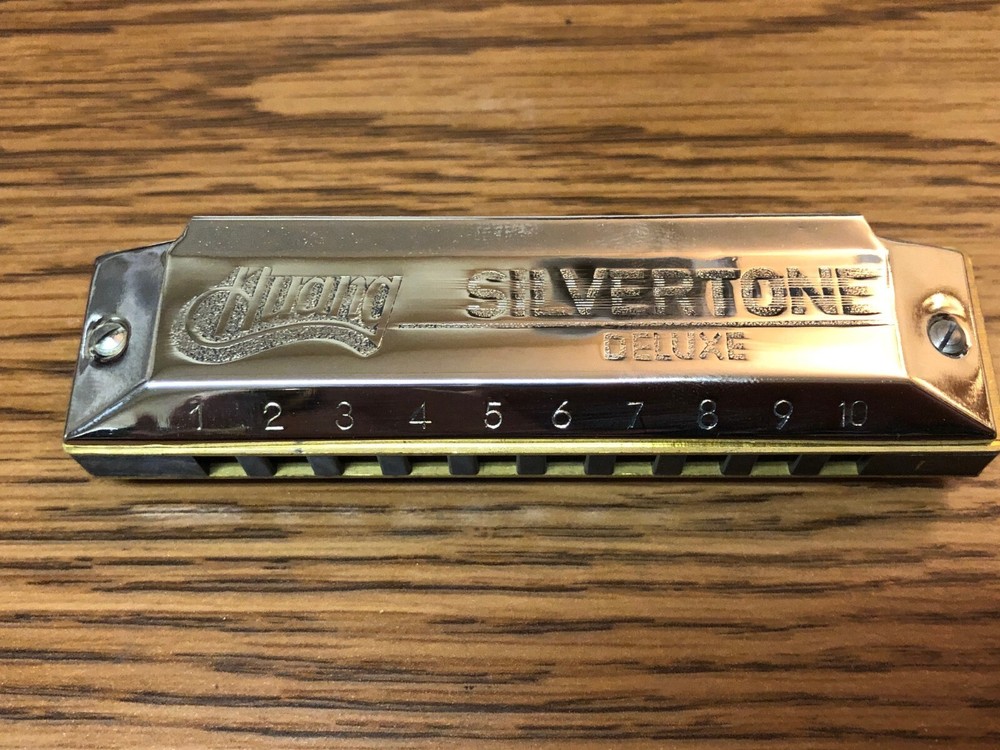 Huang SILVERTONE
DELUXE
1 2 3 4 5 6 7 8 9 10